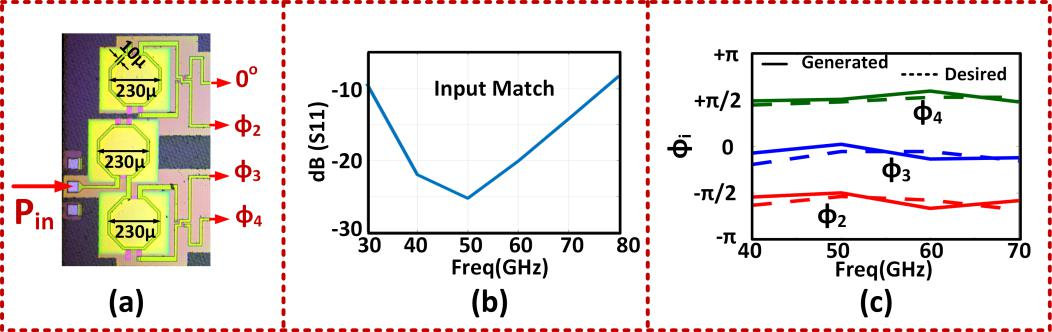 10μ
230μ
0°
Φ2
230μ
Φ3
Pin
230μ
Φ4
(a)
Input Match
dB (S11)
-10
-20
-30
30 40 50 60 70 80
Freq(GHz)
(b)
Generated
Desired
Φi
+π
+π/2
0
-π/2
-π
Φ4
Φ3
Φ2
40 50 60 70
Freq(GHz)
(c)